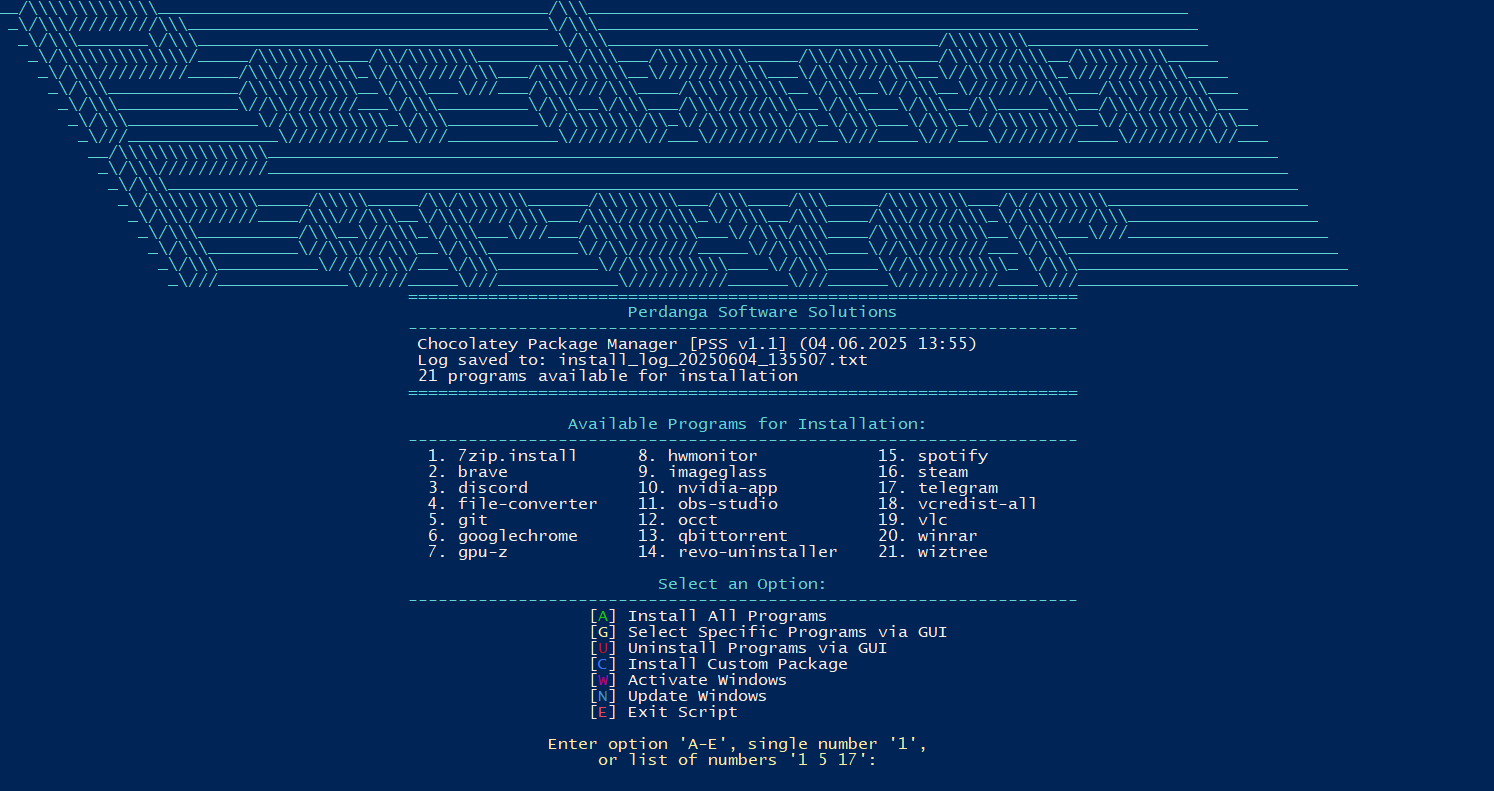 Perdanga
Forever
======================================================================
Perdanga Software Solutions
----------------------------------------------------------------------
Chocolatey Package Manager [PSS v1.1] (04.06.2025 13:55)
Log saved to: install_log_20250604_135507.txt
21 programs available for installation
======================================================================
Available Programs for Installation:
----------------------------------------------------------------------
1. 7zip.install 8. hwmonitor 15. spotify
2. brave 9. imageglass 16. steam
3. discord 10. nvidia-app 17. telegram
4. file-converter 11. obs-studio 18. vcredist-all
5. git 12. occt 19. vlc
6. googlechrome 13. qbittorrent 20. winrar
7. gpu-z 14. revo-uninstaller 21. wiztree
Select an Option:
----------------------------------------------------------------------
[A] Install All Programs
[G] Select Specific Programs via GUI
[U] Uninstall Programs via GUI
[C] Install Custom Package
[W] Activate Windows
[N] Update Windows
[E] Exit Script
Enter option 'A-E', single number '1',
or list of numbers '1 5 17':